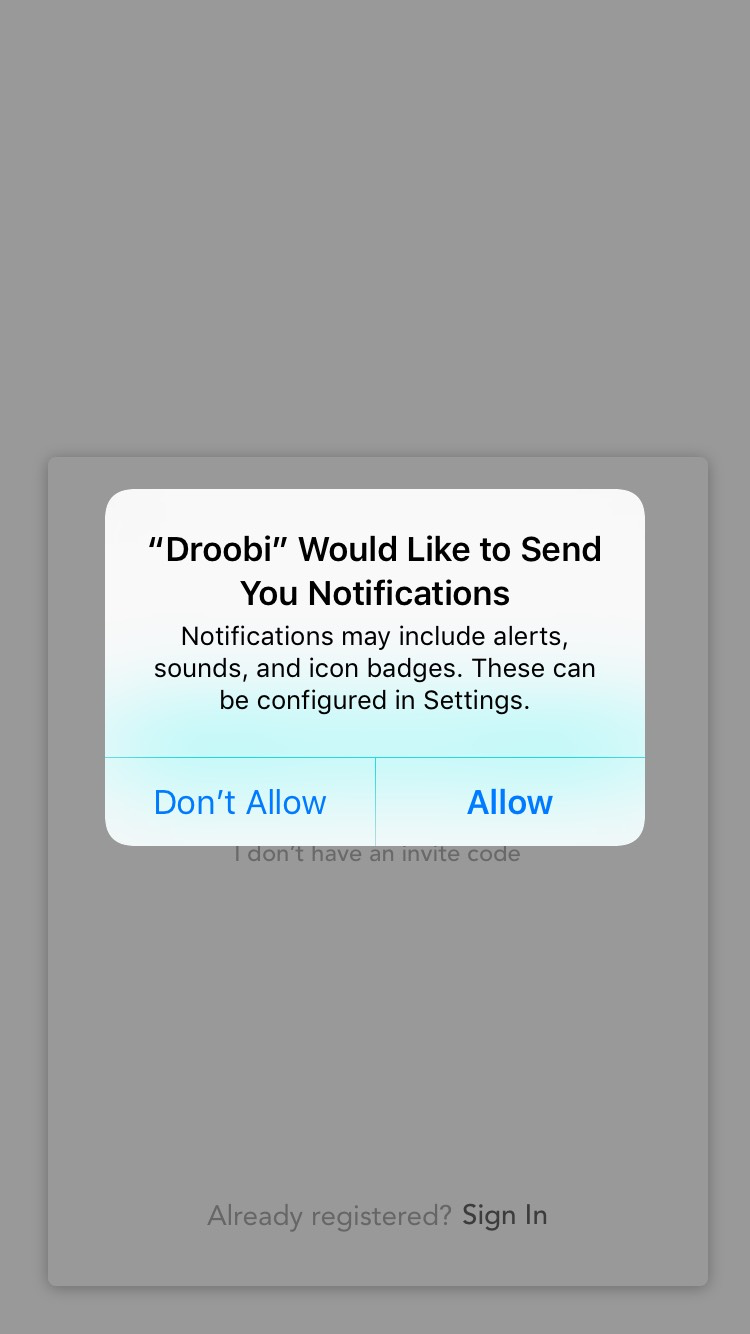 “Droobi” Would Like to Send
You Notifications
Notifications may include alerts,
sounds, and icon badges. These can
be configured in Settings.
Don’t Allow
Allow
I don’t have an invite code
Already registered? Sign In